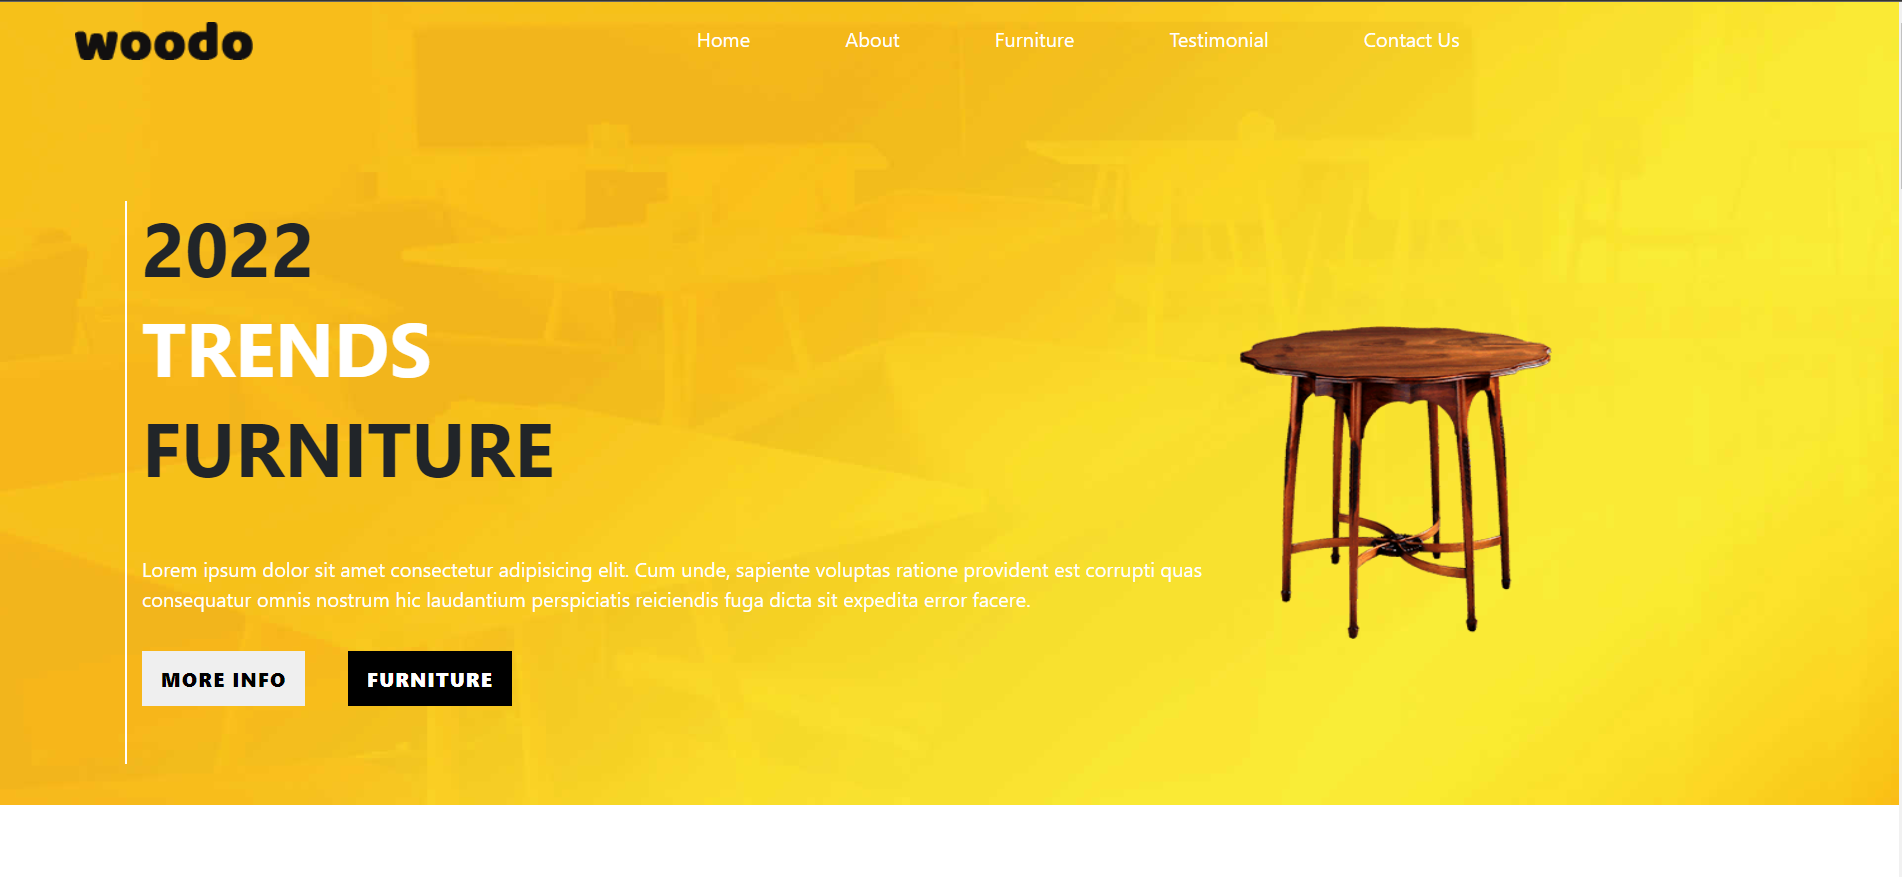 woodo
Home About Furniture Testimonial Contact Us
2022
TRENDS
FURNITURE
Lorem ipsum dolor sit amet consectetur adipisicing elit. Cum unde, sapiente voluptas ratione provident est corrupti quas
consequatur omnis nostrum hic laudantium perspiciatis reiciendis fuga dicta sit expedita error facere.
MORE INFO FURNITURE